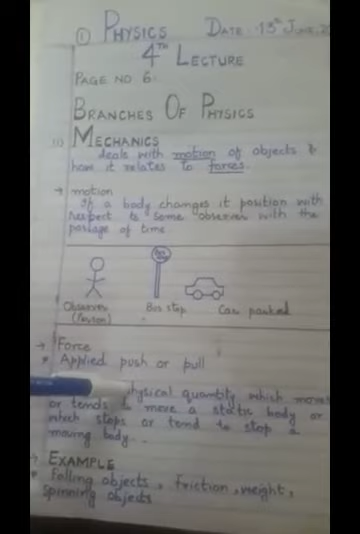 ① PHYSICS DATE: 13th JUNE, 20
4TH LECTURE
PAGE NO 6.
BRANCHES OF PHYSICS
(i) MECHANICS
deals with motion of objects &
how it relates to forces.
→ motion
If a body changes it position with
respect to some observer with the
passage of time.
Observer Bus stop Car parked
(Person)
→ Force
• Applied push or pull
physical quantity which moves
or tends to move a static body or
which stops or tend to stop a
moving body.
→ EXAMPLE
• Falling objects, friction, weight,
spinning objects